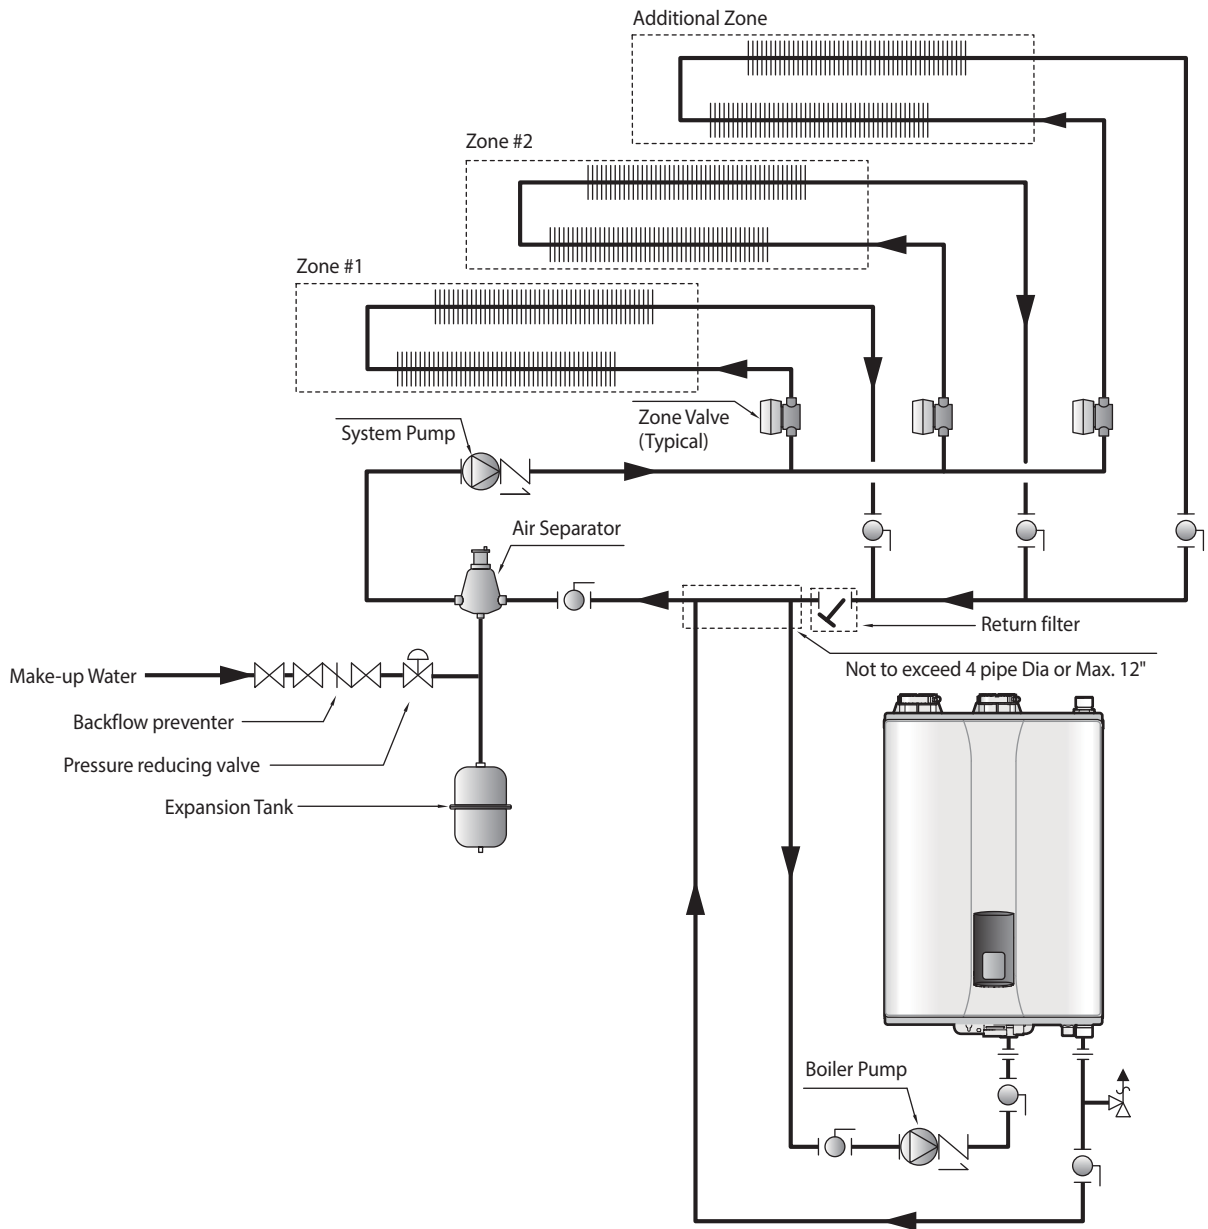 Additional Zone
Zone #2
Zone #1
Zone Valve
(Typical)
System Pump
Air Separator
Return filter
Not to exceed 4 pipe Dia or Max. 12"
Make-up Water
Backflow preventer
Pressure reducing valve
Expansion Tank
Boiler Pump